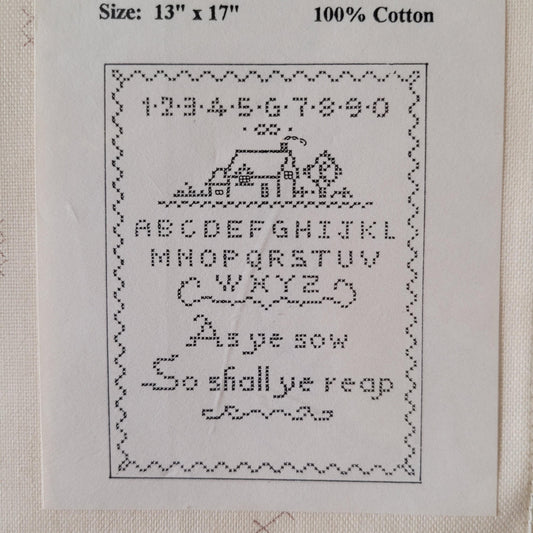 Size: 13" x 17" 100% Cotton
1·2·3·4·5·6·7·8·9·0
ABCDEFGHIJKL
MNOPQRSTUV
WXYZ
As ye sow
So shall ye reap